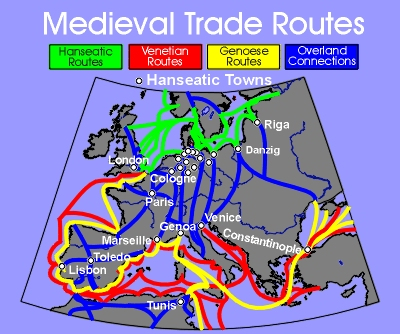 Medieval Trade Routes
Hanseatic Routes
Venetian Routes
Genoese Routes
Overland Connections
Hanseatic Towns
Riga
Danzig
London
Cologne
Paris
Venice
Genoa
Marseille
Constantinople
Toledo
Lisbon
Tunis